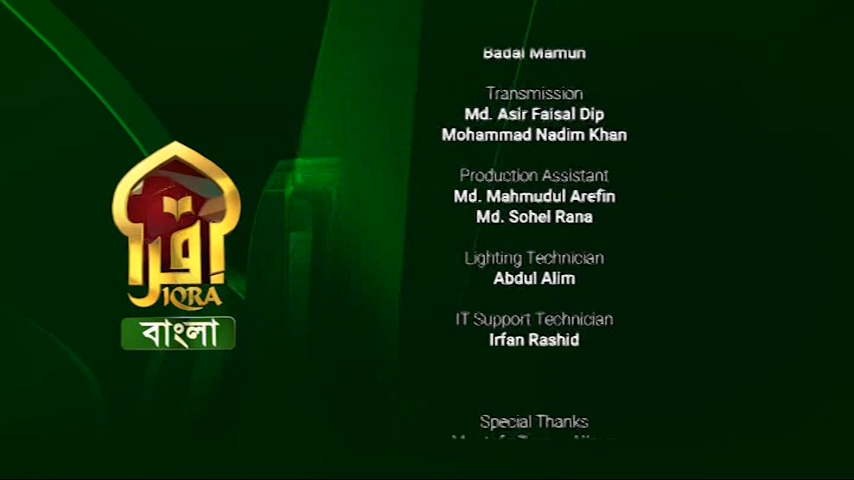 Badal Mamun
Transmission
Md. Asir Faisal Dip
Mohammad Nadim Khan
Production Assistant
Md. Mahmudul Arefin
Md. Sohel Rana
Lighting Technician
Abdul Alim
IT Support Technician
Irfan Rashid
Special Thanks
اقرأ
IQRA
বাংলা